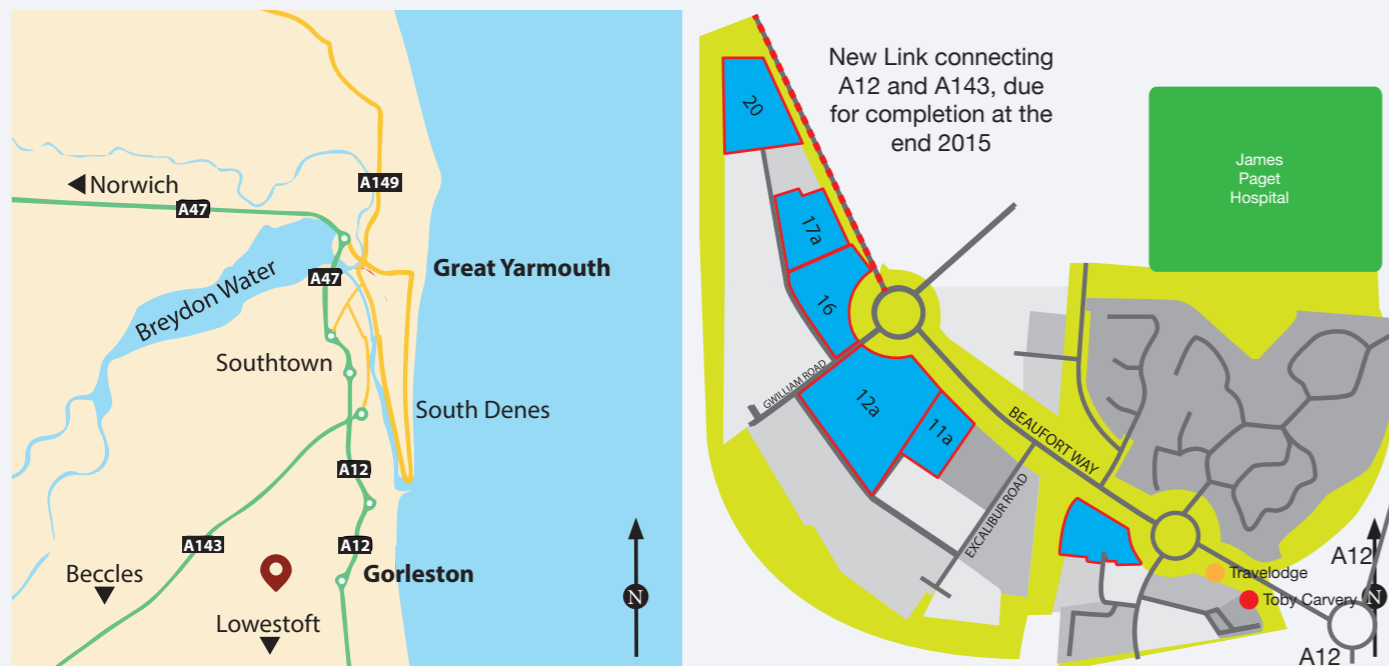 Norwich
A47
A149
Great Yarmouth
A47
Breydon Water
Southtown
South Denes
A12
A143
A12
Gorleston
Beccles
Lowestoft
N
New Link connecting
A12 and A143, due
for completion at the
end 2015
James
Paget
Hospital
20
17a
16
GWILLIAM ROAD
12a
11a
BEAUFORT WAY
EXCALIBUR ROAD
A12
Travelodge
Toby Carvery
N
A12